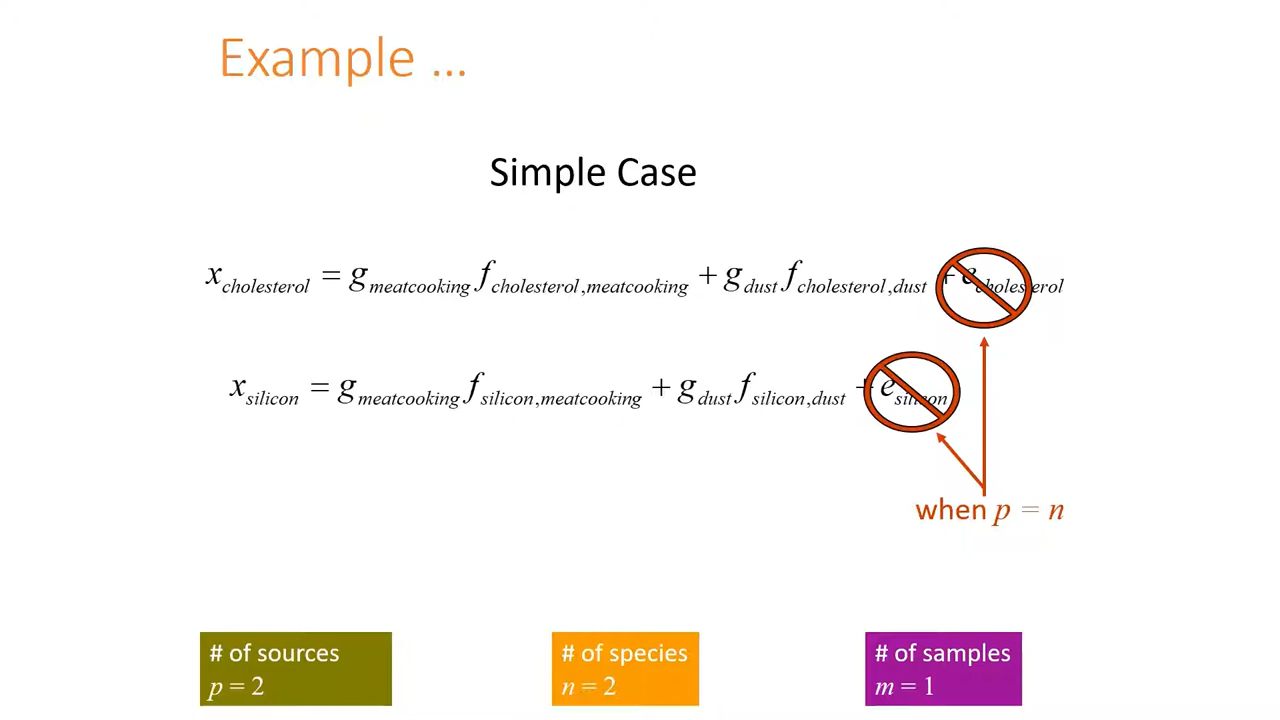 Example ...
Simple Case
x_cholesterol = g_meatcooking f_cholesterol,meatcooking + g_dust f_cholesterol,dust + e_cholesterol
x_silicon = g_meatcooking f_silicon,meatcooking + g_dust f_silicon,dust + e_silicon
when p = n
# of sources
p = 2
# of species
n = 2
# of samples
m = 1